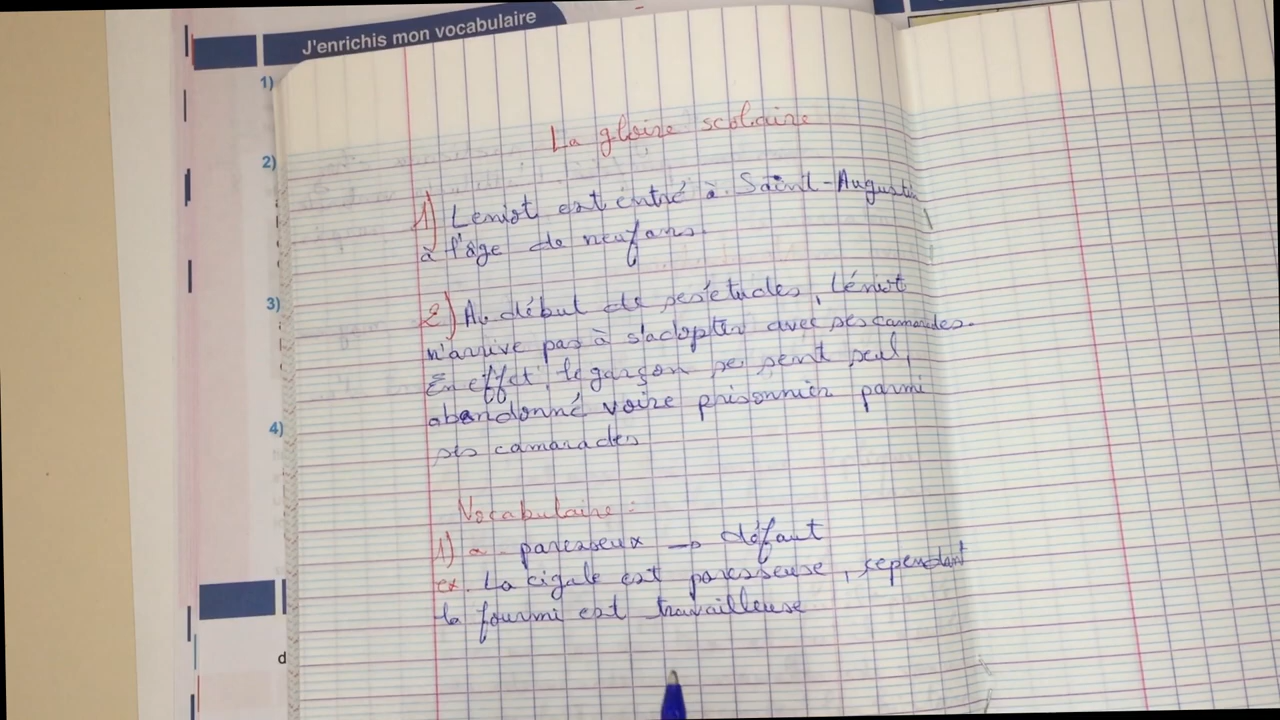 J'enrichis mon vocabulaire
1)
2)
3)
4)
d
La gloire scolaire
1) Leniot est entré à Saint-Augustin
à l'âge de neuf ans.
2) Au début de ses études, Léniot
n'arrive pas à s'adapter avec ses camarades.
En effet, le garçon se sent seul,
abandonné voire prisonnier parmi
ses camarades
Vocabulaire :
1) a - paresseux → défaut
ex. La cigale est paresseuse, cependant
la fourmi est travailleuse